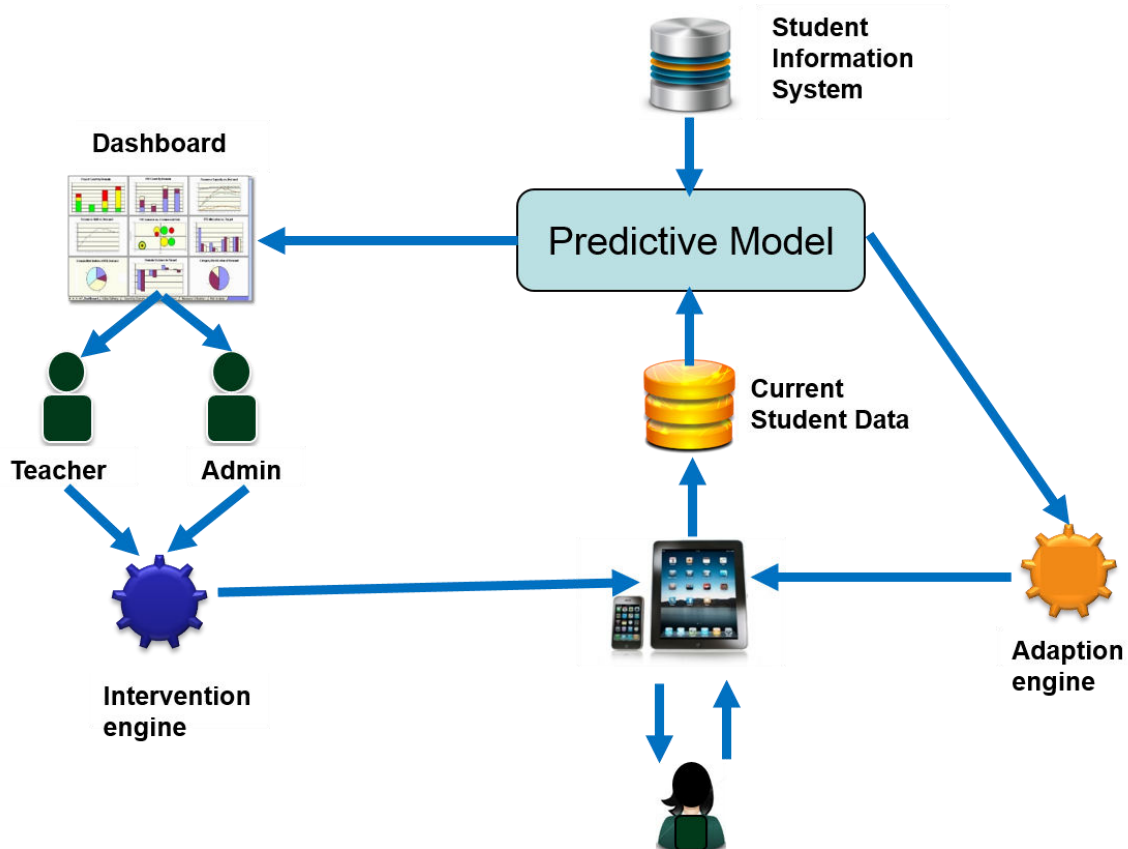 Student
Information
System
Dashboard
Predictive Model
Current
Student Data
Teacher
Admin
Intervention
engine
Adaption
engine